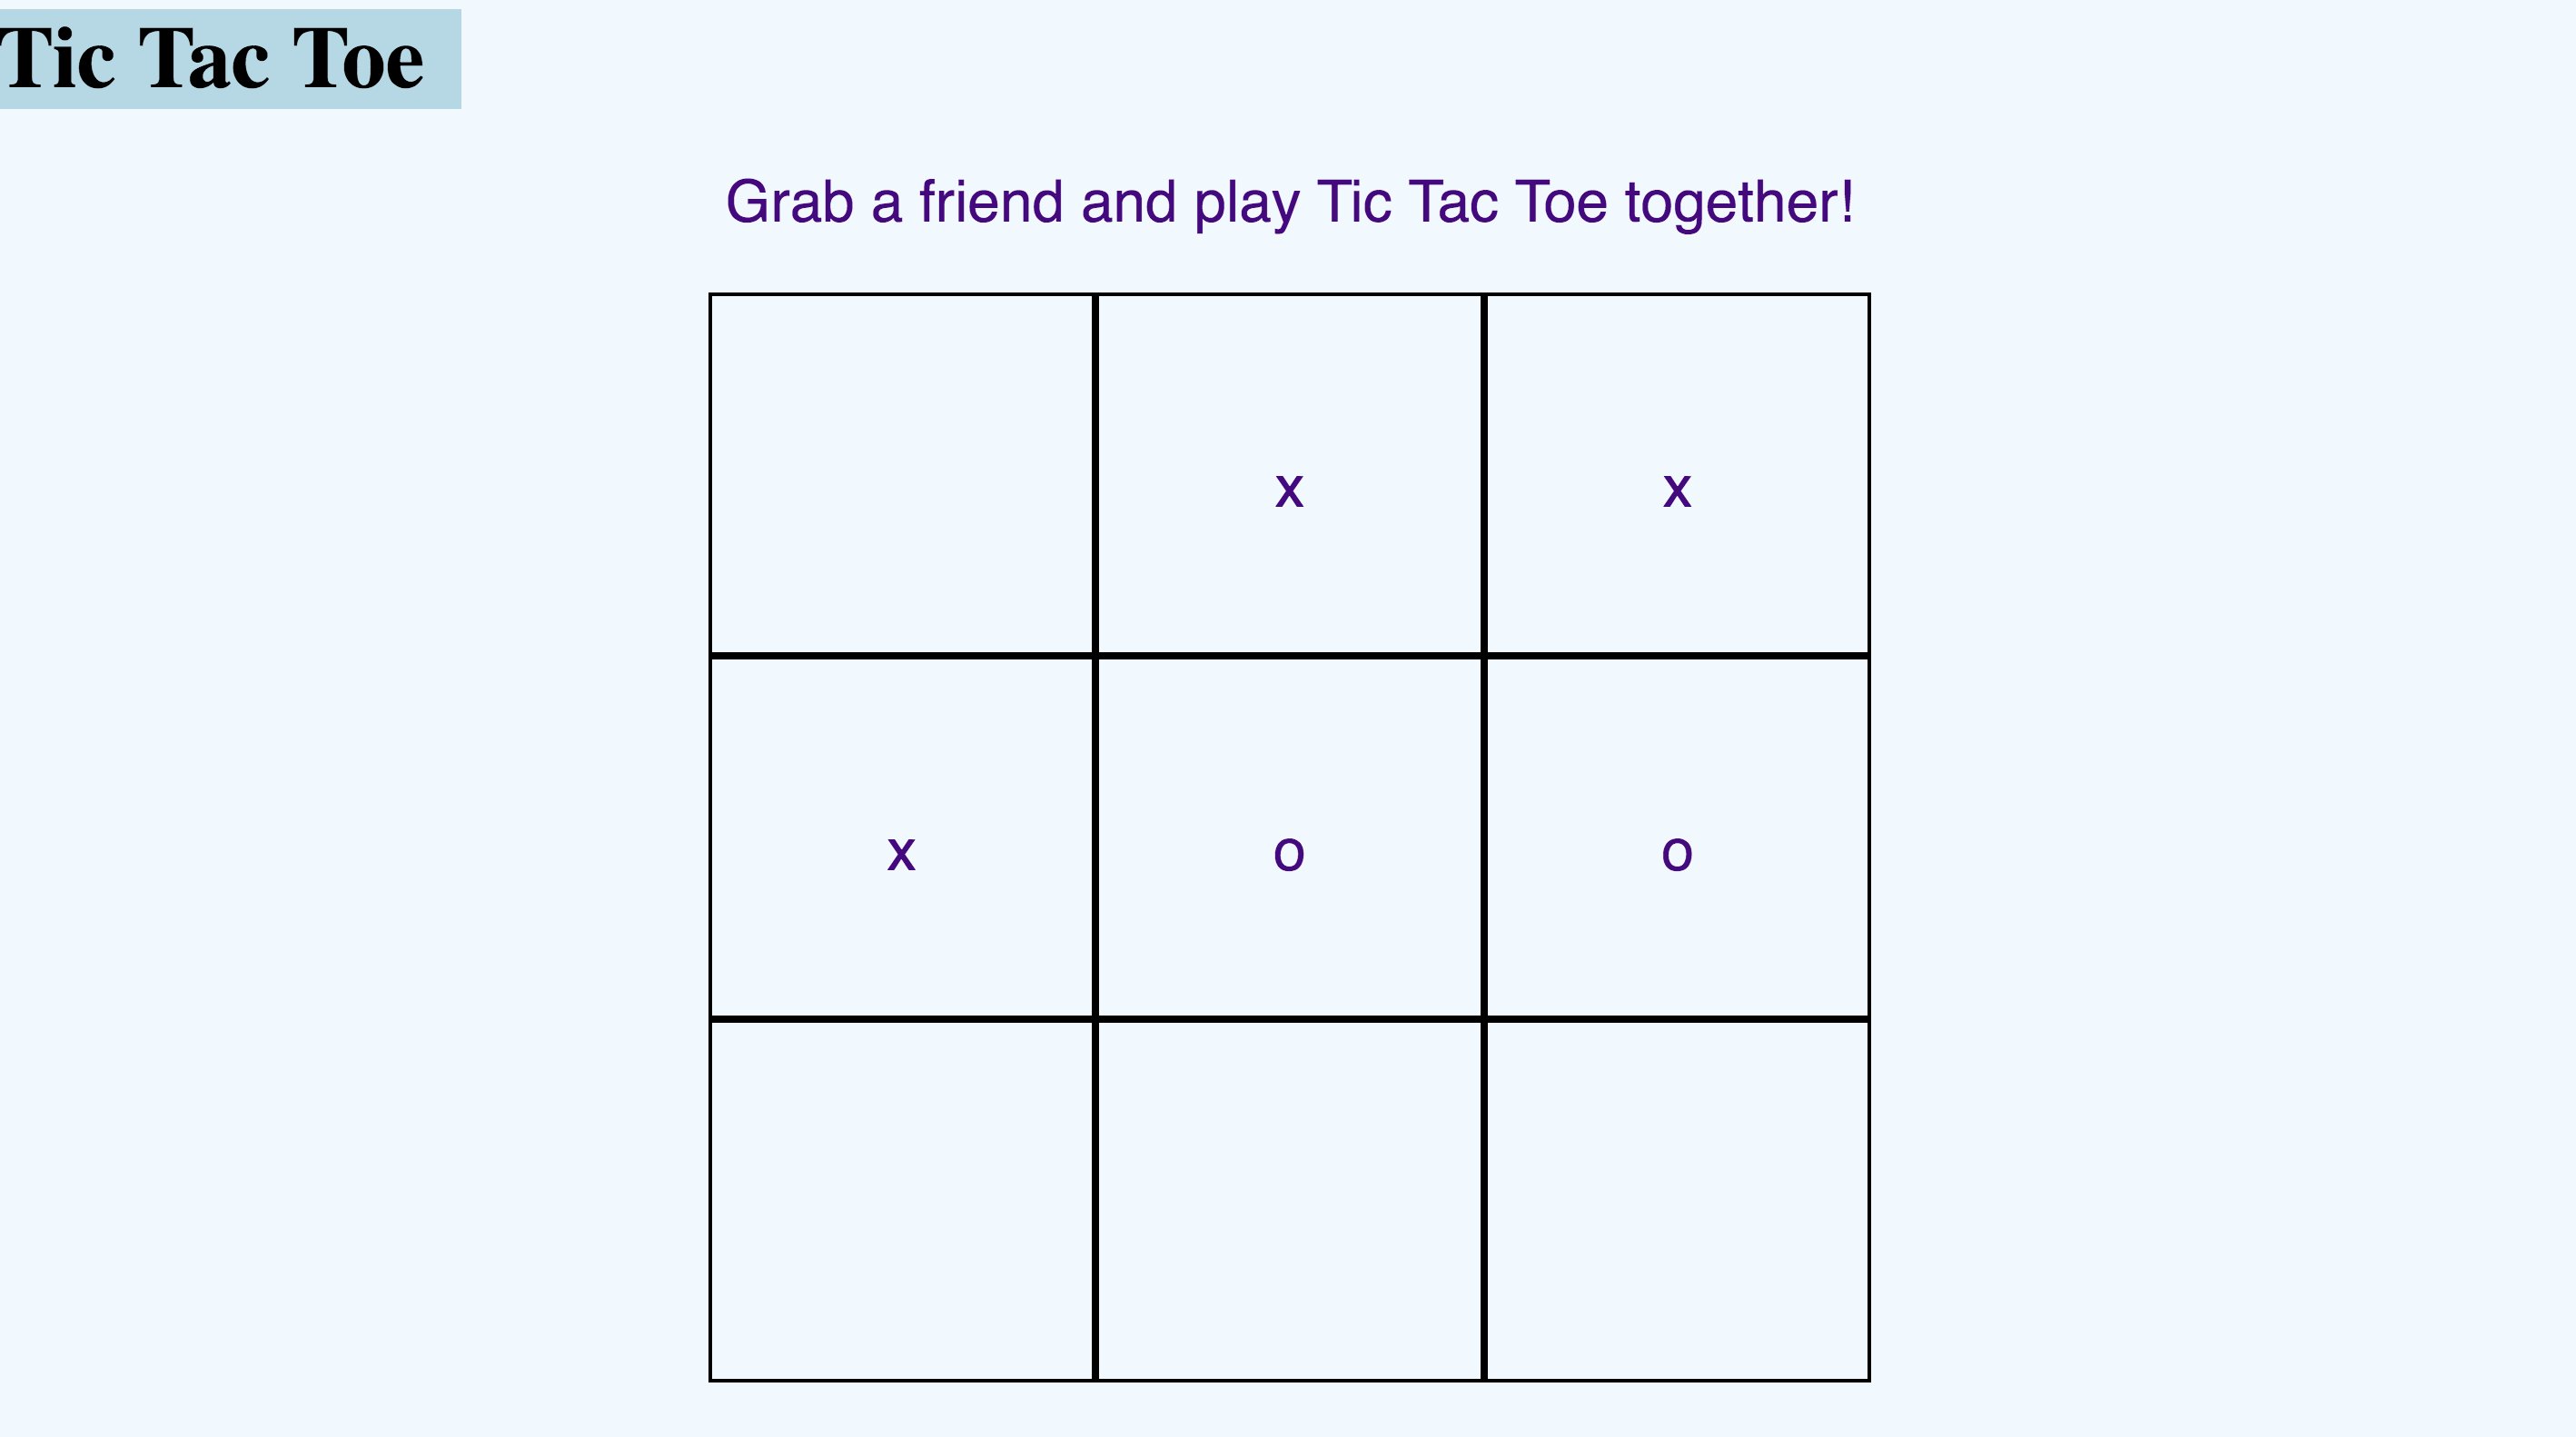 Tic Tac Toe
Grab a friend and play Tic Tac Toe together!
x x
x o o